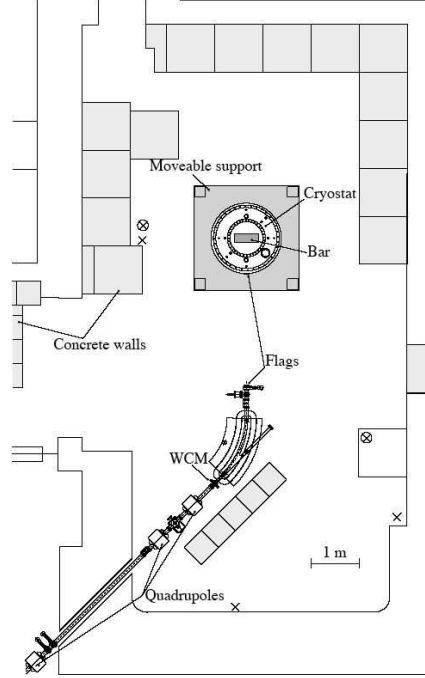 Moveable support
Cryostat
Bar
Concrete walls
Flags
WCM
1 m
Quadrupoles